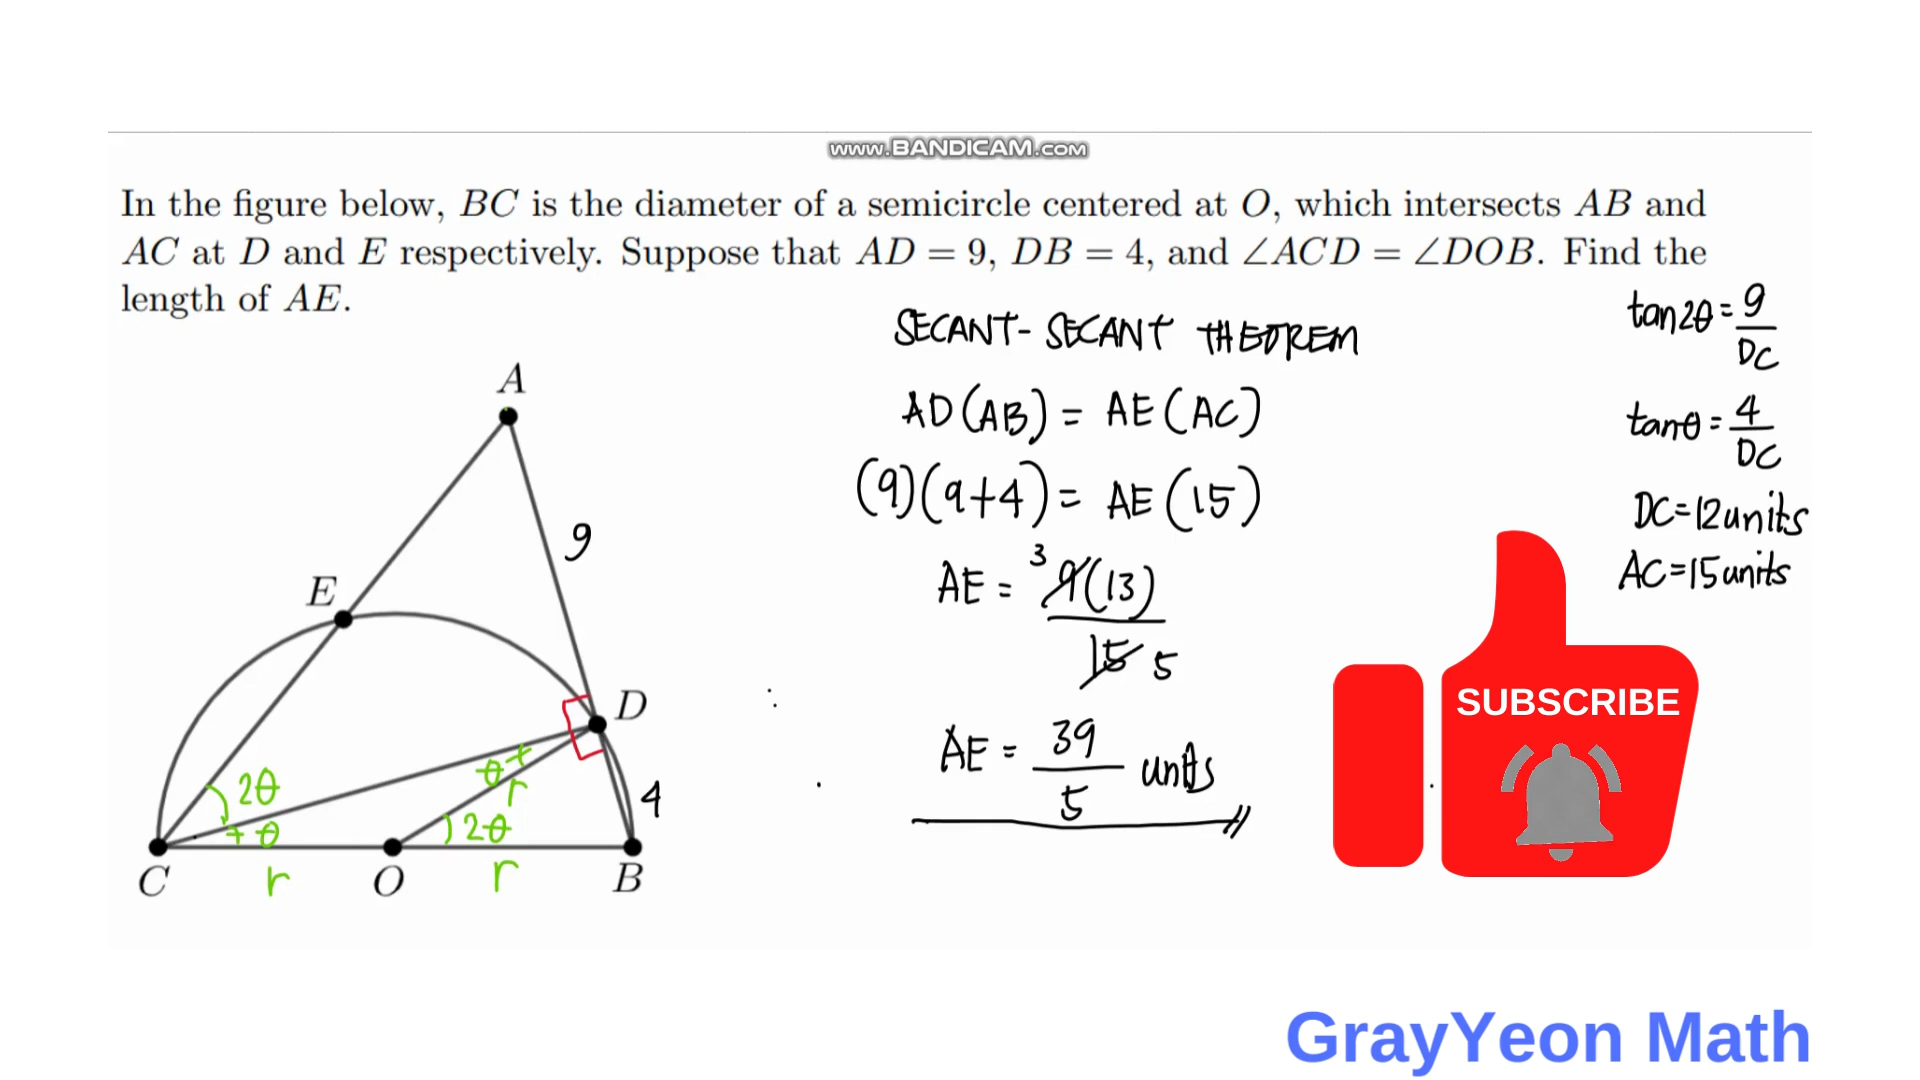 www.BANDICAM.com
In the figure below, BC is the diameter of a semicircle centered at O, which intersects AB and
AC at D and E respectively. Suppose that AD = 9, DB = 4, and ∠ACD = ∠DOB. Find the
length of AE.
SECANT-SECANT THEOREM
AD(AB) = AE(AC)
(9)(9+4) = AE(15)
AE = 3 9(13)
15 5
AE = 39
5
units
tan2θ = 9
DC
tanθ = 4
DC
DC=12units
AC=15units
A
9
E
D
θ
r
2θ
4
θ
2θ
C
r
O
r
B
SUBSCRIBE
GrayYeon Math